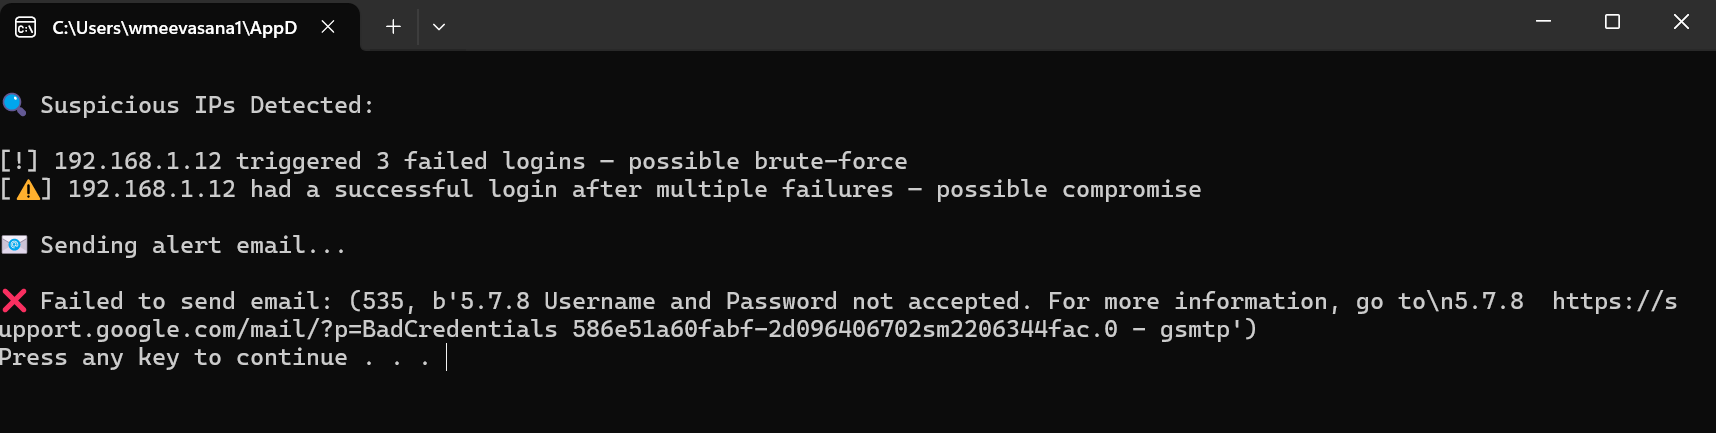 C:\Users\wmeevasana1\AppD
🔍 Suspicious IPs Detected:
[!] 192.168.1.12 triggered 3 failed logins — possible brute-force
[⚠️] 192.168.1.12 had a successful login after multiple failures — possible compromise
📧 Sending alert email...
❌ Failed to send email: (535, b'5.7.8 Username and Password not accepted. For more information, go to\n5.7.8  https://s
upport.google.com/mail/?p=BadCredentials 586e51a60fabf-2d096406702sm2206344fac.0 - gsmtp')
Press any key to continue . . .